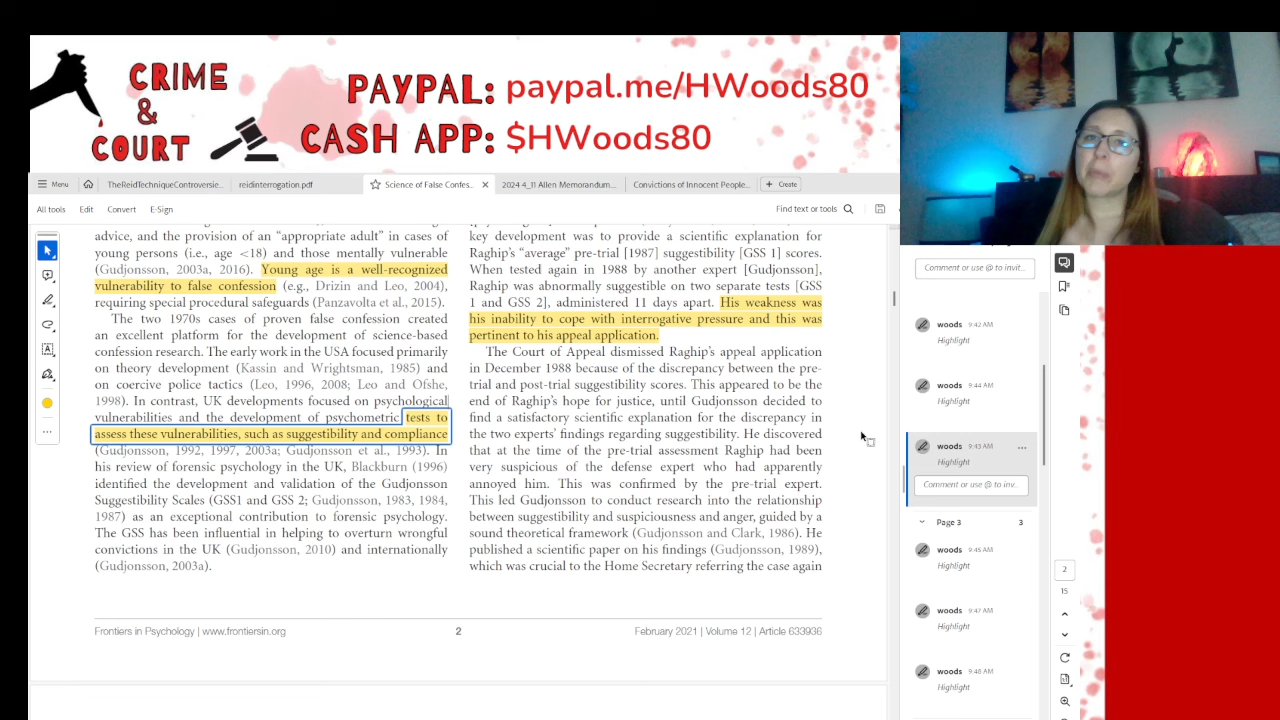 CRIME
&
COURT
PAYPAL: paypal.me/HWoods80
CASH APP: $HWoods80
Menu
TheReidTechniqueControversie...
reidinterrogation.pdf
Science of False Confes...
2024 4_11 Allen Memorandum...
Convictions of Innocent People...
Create
All tools
Edit
Convert
E-Sign
Find text or tools
advice, and the provision of an "appropriate adult" in cases of
young persons (i.e., age <18) and those mentally vulnerable
(Gudjonsson, 2003a, 2016). Young age is a well-recognized
vulnerability to false confession (e.g., Drizin and Leo, 2004),
requiring special procedural safeguards (Panzavolta et al., 2015).
The two 1970s cases of proven false confession created
an excellent platform for the development of science-based
confession research. The early work in the USA focused primarily
on theory development (Kassin and Wrightsman, 1985) and
on coercive police tactics (Leo, 1996, 2008; Leo and Ofshe,
1998). In contrast, UK developments focused on psychological
vulnerabilities and the development of psychometric tests to
assess these vulnerabilities, such as suggestibility and compliance
(Gudjonsson, 1992, 1997, 2003a; Gudjonsson et al., 1993). In
his review of forensic psychology in the UK, Blackburn (1996)
identified the development and validation of the Gudjonsson
Suggestibility Scales (GSS1 and GSS 2; Gudjonsson, 1983, 1984,
1987) as an exceptional contribution to forensic psychology.
The GSS has been influential in helping to overturn wrongful
convictions in the UK (Gudjonsson, 2010) and internationally
(Gudjonsson, 2003a).
key development was to provide a scientific explanation for
Raghip's "average" pre-trial [1987] suggestibility [GSS 1] scores.
When tested again in 1988 by another expert [Gudjonsson],
Raghip was abnormally suggestible on two separate tests [GSS
1 and GSS 2], administered 11 days apart. His weakness was
his inability to cope with interrogative pressure and this was
pertinent to his appeal application.
The Court of Appeal dismissed Raghip's appeal application
in December 1988 because of the discrepancy between the pre-
trial and post-trial suggestibility scores. This appeared to be the
end of Raghip's hope for justice, until Gudjonsson decided to
find a satisfactory scientific explanation for the discrepancy in
the two experts' findings regarding suggestibility. He discovered
that at the time of the pre-trial assessment Raghip had been
very suspicious of the defense expert who had apparently
annoyed him. This was confirmed by the pre-trial expert.
This led Gudjonsson to conduct research into the relationship
between suggestibility and suspiciousness and anger, guided by a
sound theoretical framework (Gudjonsson and Clark, 1986). He
published a scientific paper on his findings (Gudjonsson, 1989),
which was crucial to the Home Secretary referring the case again
Frontiers in Psychology | www.frontiersin.org
2
February 2021 | Volume 12 | Article 633936
Comment or use @ to invit...
woods 9:42 AM
Highlight
woods 9:44 AM
Highlight
woods 9:43 AM
Highlight
Comment or use @ to inv...
Page 3 3
woods 9:45 AM
Highlight
woods 9:47 AM
Highlight
woods 9:48 AM
Highlight
2
15